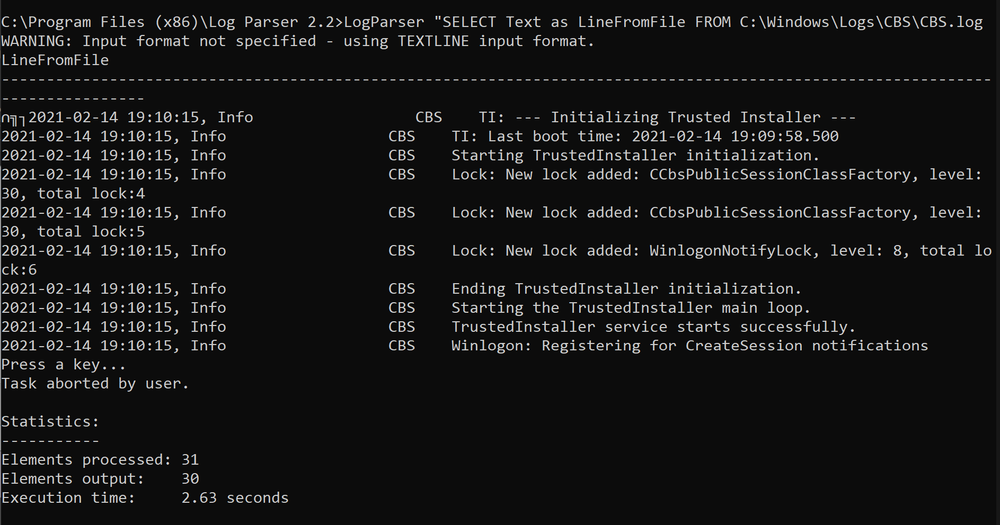 C:\Program Files (x86)\Log Parser 2.2>LogParser "SELECT Text as LineFromFile FROM C:\Windows\Logs\CBS\CBS.log
WARNING: Input format not specified - using TEXTLINE input format.
LineFromFile
--------------------------------------------------------------------------------------------------------------
----------------
∩╗┐2021-02-14 19:10:15, Info                  CBS    TI: --- Initializing Trusted Installer ---
2021-02-14 19:10:15, Info                  CBS    TI: Last boot time: 2021-02-14 19:09:58.500
2021-02-14 19:10:15, Info                  CBS    Starting TrustedInstaller initialization.
2021-02-14 19:10:15, Info                  CBS    Lock: New lock added: CCbsPublicSessionClassFactory, level:
30, total lock:4
2021-02-14 19:10:15, Info                  CBS    Lock: New lock added: CCbsPublicSessionClassFactory, level:
30, total lock:5
2021-02-14 19:10:15, Info                  CBS    Lock: New lock added: WinlogonNotifyLock, level: 8, total lo
ck:6
2021-02-14 19:10:15, Info                  CBS    Ending TrustedInstaller initialization.
2021-02-14 19:10:15, Info                  CBS    Starting the TrustedInstaller main loop.
2021-02-14 19:10:15, Info                  CBS    TrustedInstaller service starts successfully.
2021-02-14 19:10:15, Info                  CBS    Winlogon: Registering for CreateSession notifications
Press a key...
Task aborted by user.

Statistics:
-----------
Elements processed: 31
Elements output:    30
Execution time:     2.63 seconds